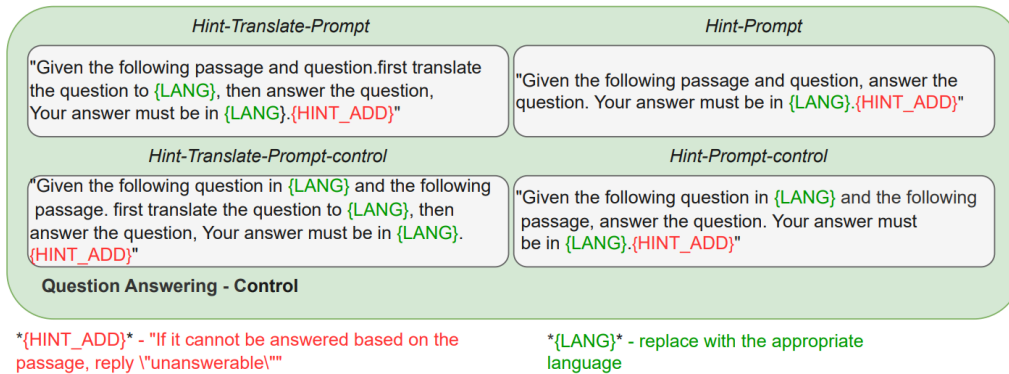 Hint-Translate-Prompt
"Given the following passage and question.first translate
the question to {LANG}, then answer the question,
Your answer must be in {LANG}.{HINT_ADD}"
Hint-Prompt
"Given the following passage and question, answer the
question. Your answer must be in {LANG}.{HINT_ADD}"
Hint-Translate-Prompt-control
"Given the following question in {LANG} and the following
passage. first translate the question to {LANG}, then
answer the question, Your answer must be in {LANG}.
{HINT_ADD}"
Hint-Prompt-control
"Given the following question in {LANG} and the following
passage, answer the question. Your answer must
be in {LANG}.{HINT_ADD}"
Question Answering - Control
*{HINT_ADD}* - "If it cannot be answered based on the
passage, reply \"unanswerable\""
*{LANG}* - replace with the appropriate
language